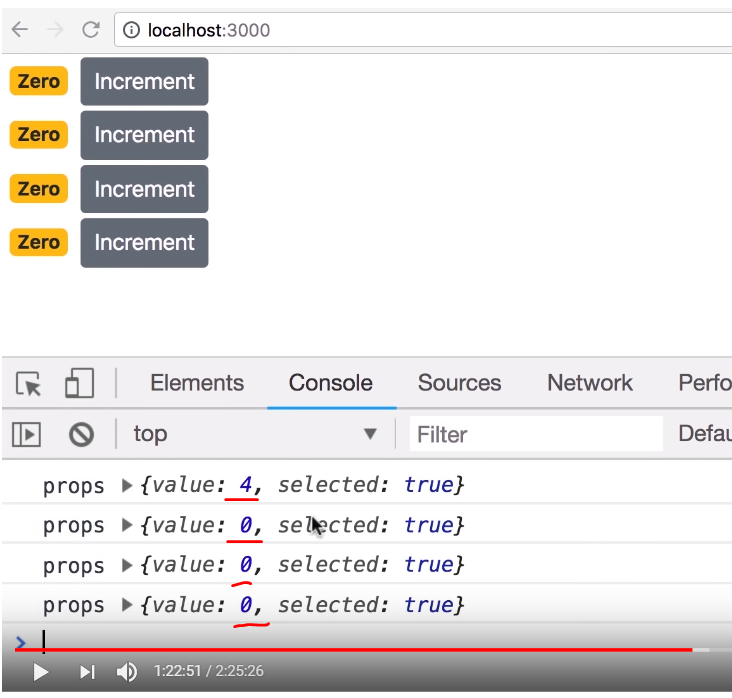 localhost:3000
Zero Increment
Zero Increment
Zero Increment
Zero Increment
Elements Console Sources Network Perfo
top Filter Defau
props {value: 4, selected: true}
props {value: 0, selected: true}
props {value: 0, selected: true}
props {value: 0, selected: true}
1:22:51 / 2:25:26